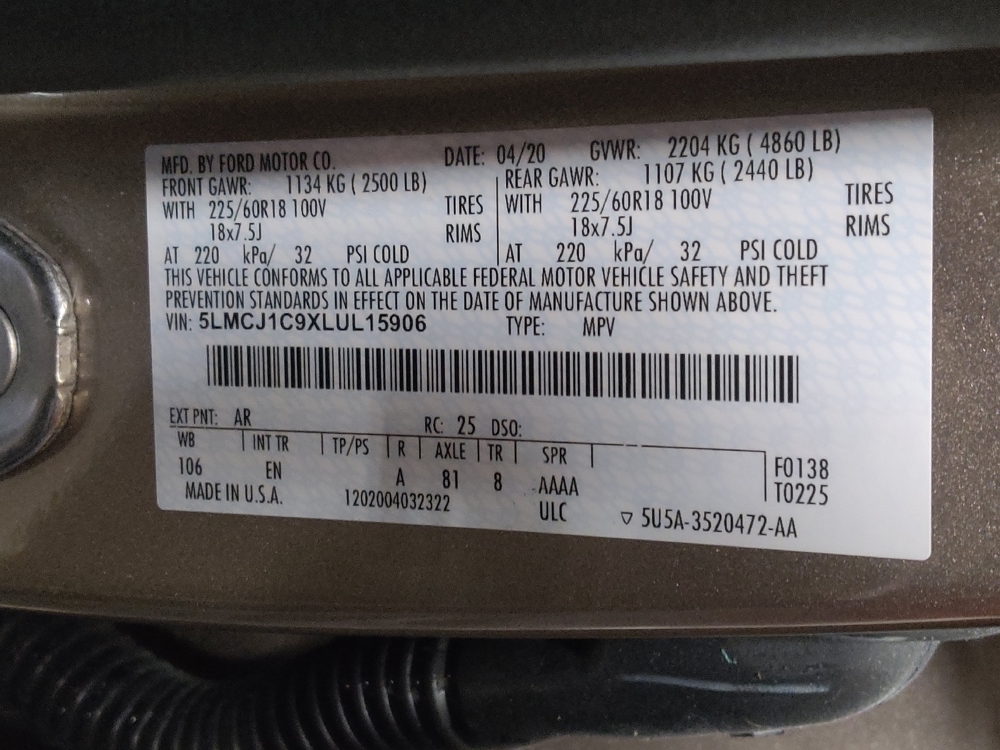 MFD. BY FORD MOTOR CO. DATE: 04/20 GVWR: 2204 KG ( 4860 LB)
FRONT GAWR: 1134 KG ( 2500 LB) REAR GAWR: 1107 KG ( 2440 LB)
WITH 225/60R18 100V TIRES WITH 225/60R18 100V TIRES
18x7.5J RIMS 18x7.5J RIMS
AT 220 kPa/ 32 PSI COLD AT 220 kPa/ 32 PSI COLD
THIS VEHICLE CONFORMS TO ALL APPLICABLE FEDERAL MOTOR VEHICLE SAFETY AND THEFT
PREVENTION STANDARDS IN EFFECT ON THE DATE OF MANUFACTURE SHOWN ABOVE.
VIN: 5LMCJ1C9XLUL15906 TYPE: MPV
EXT PNT: AR RC: 25 DSO:
WB INT TR TP/PS R AXLE TR SPR F0138
106 EN A 81 8 AAAA T0225
MADE IN U.S.A. 1202004032322 ULC ▽ 5U5A-3520472-AA